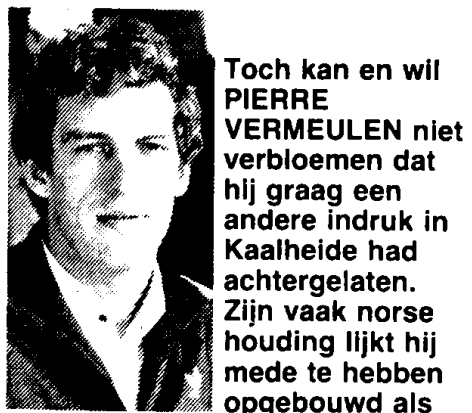 Toch kan en wil
PIERRE
VERMEULEN niet
verbloemen dat
hij graag een
andere indruk in
Kaalheide had
achtergelaten.
Zijn vaak norse
houding lijkt hij
mede te hebben
opgebouwd als